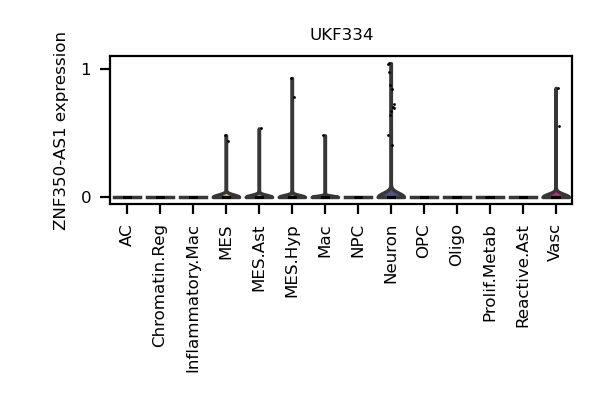 UKF334
ZNF350-AS1 expression
1
0
AC
Chromatin.Reg
Inflammatory.Mac
MES
MES.Ast
MES.Hyp
Mac
NPC
Neuron
OPC
Oligo
Prolif.Metab
Reactive.Ast
Vasc